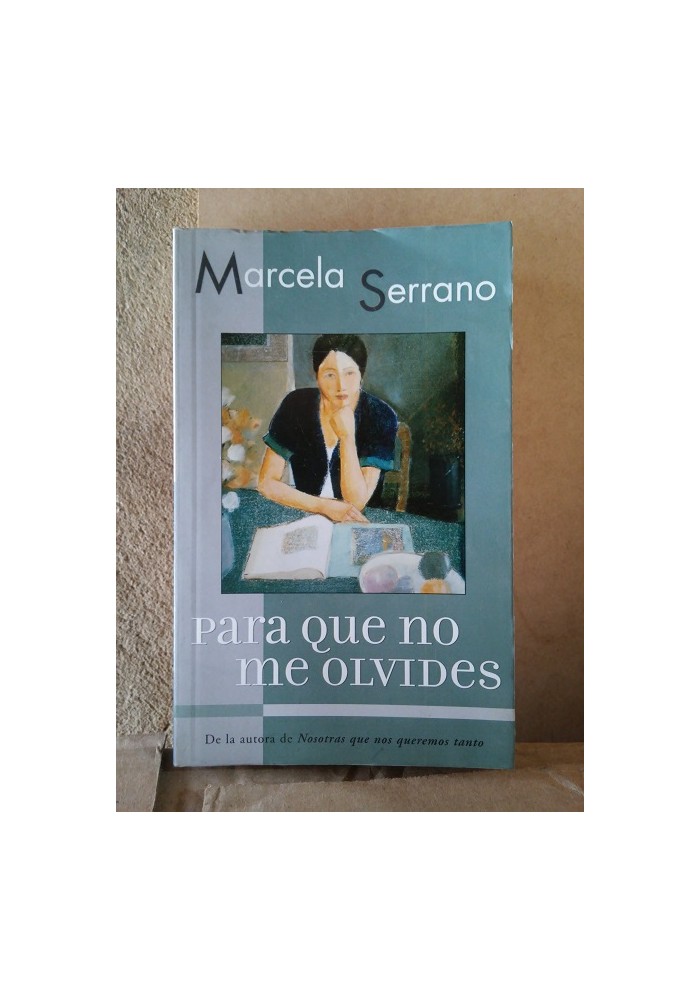 Marcela Serrano
Para que no
me olvides
De la autora de Nosotras que nos queremos tanto